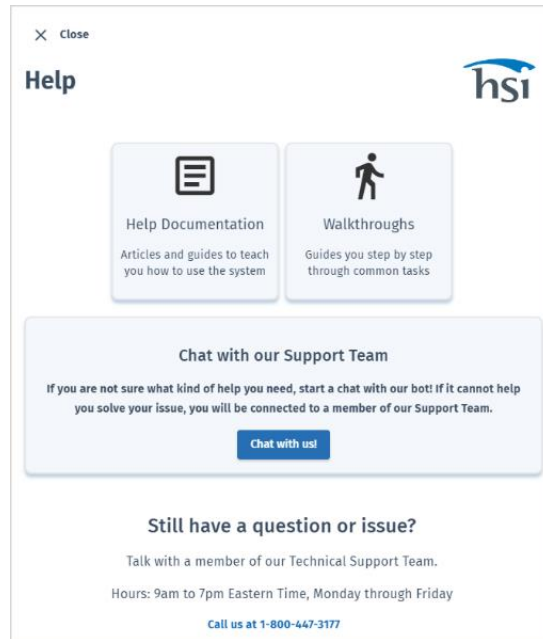 Close
Help
hsi
Help Documentation
Articles and guides to teach
you how to use the system
Walkthroughs
Guides you step by step
through common tasks
Chat with our Support Team
If you are not sure what kind of help you need, start a chat with our bot! If it cannot help
you solve your issue, you will be connected to a member of our Support Team.
Chat with us!
Still have a question or issue?
Talk with a member of our Technical Support Team.
Hours: 9am to 7pm Eastern Time, Monday through Friday
Call us at 1-800-447-3177